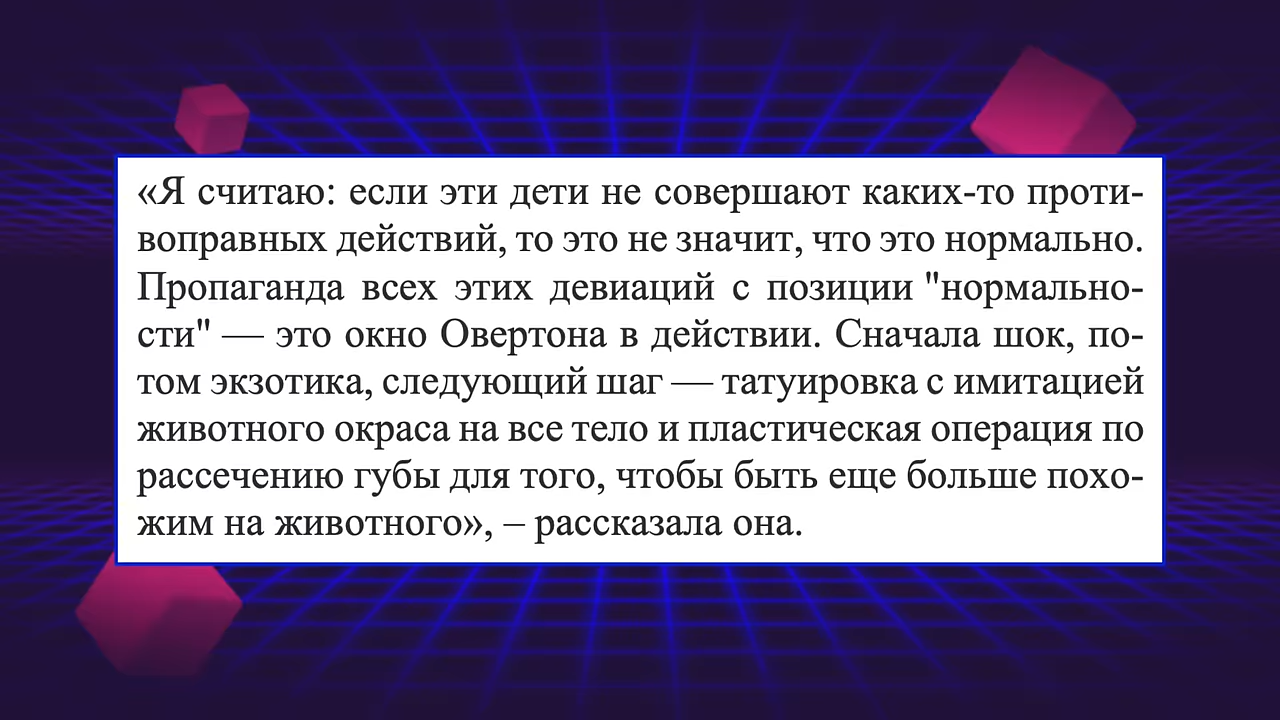 «Я считаю: если эти дети не совершают каких-то проти-
воправных действий, то это не значит, что это нормально.
Пропаганда всех этих девиаций с позиции "нормально-
сти" — это окно Овертона в действии. Сначала шок, по-
том экзотика, следующий шаг — татуировка с имитацией
животного окраса на все тело и пластическая операция по
рассечению губы для того, чтобы быть еще больше похо-
жим на животного», – рассказала она.